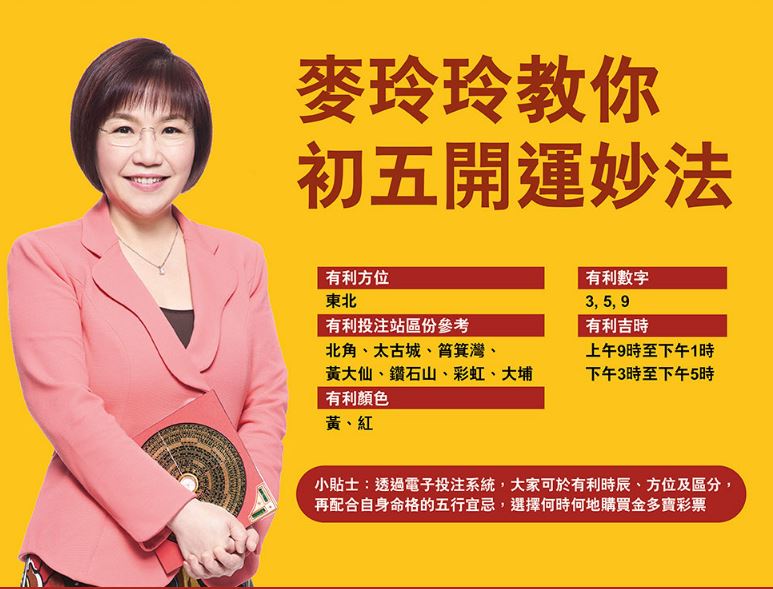 麥玲玲教你
初五開運妙法
有利方位
東北
有利投注站區份參考
北角、太古城、筲箕灣、
黃大仙、鑽石山、彩虹、大埔
有利顏色
黃、紅
有利數字
3, 5, 9
有利吉時
上午9時至下午1時
下午3時至下午5時
小貼士：透過電子投注系統，大家可於有利時辰、方位及區分，
再配合自身命格的五行宜忌，選擇何時何地購買金多寶彩票